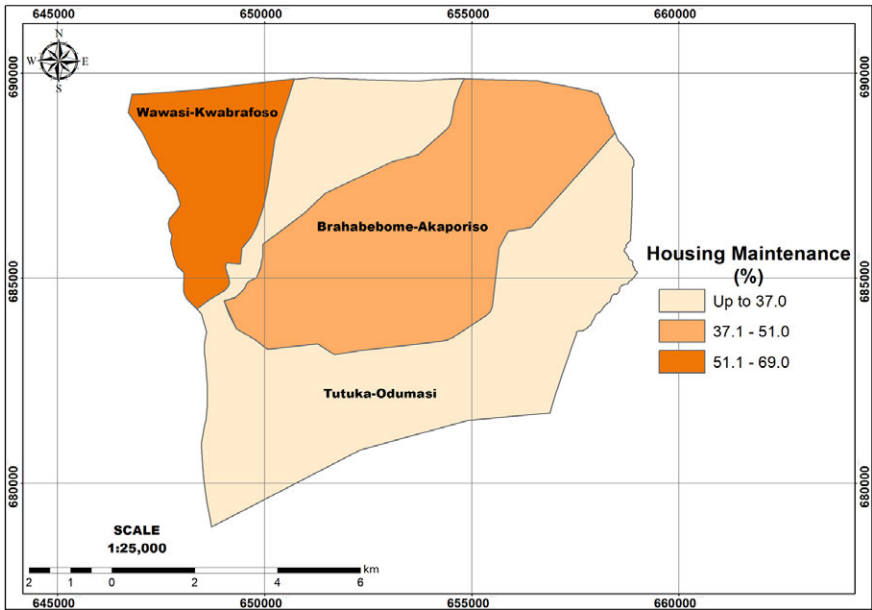 645000 650000 655000 660000
N
W E
S
690000 690000
Wawasi-Kwabrafoso
Brahabebome-Akaporiso
Housing Maintenance
(%)
685000 685000
Up to 37.0
37.1 - 51.0
51.1 - 69.0
Tutuka-Odumasi
680000 680000
SCALE
1:25,000
km
2 1 0 2 4 6
645000 650000 655000 660000